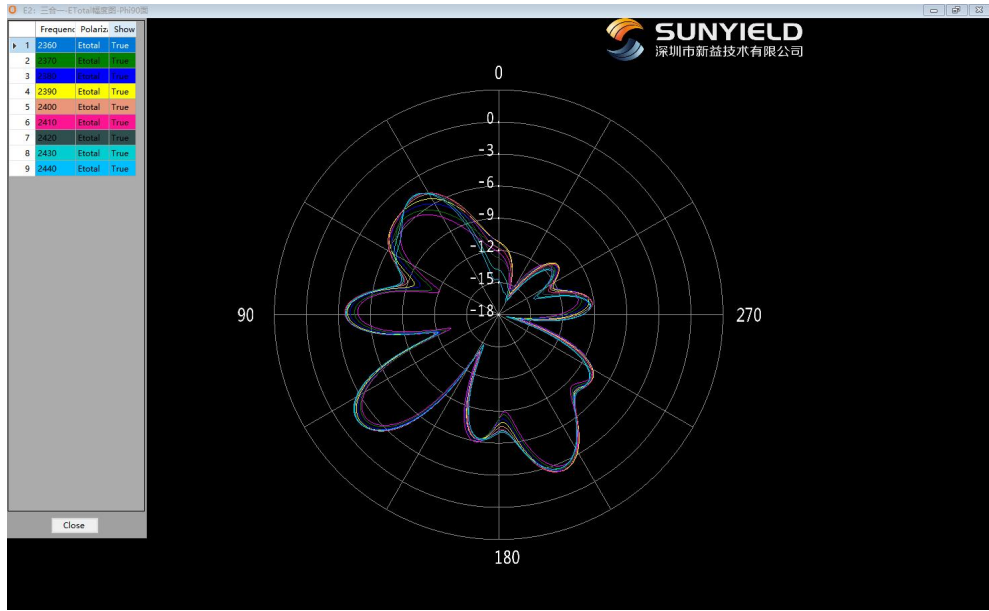 E2: 三合一-ETotal幅度图-Phi90面
Frequenc Polariz: Show
1 2360 Etotal True
2 2370 Etotal True
3 2380 Etotal True
4 2390 Etotal True
5 2400 Etotal True
6 2410 Etotal True
7 2420 Etotal True
8 2430 Etotal True
9 2440 Etotal True
Close
SUNYIELD
深圳市新益技术有限公司
0
0.
-3.
-6.
-9.
-12.
-15.
-18.
90
270
180